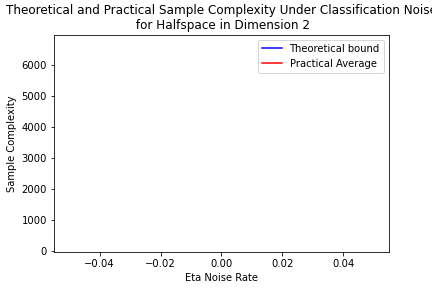 Theoretical and Practical Sample Complexity Under Classification Noise
for Halfspace in Dimension 2
Theoretical bound
Practical Average
6000
5000
4000
3000
2000
1000
0
Sample Complexity
−0.04
−0.02
0.00
0.02
0.04
Eta Noise Rate